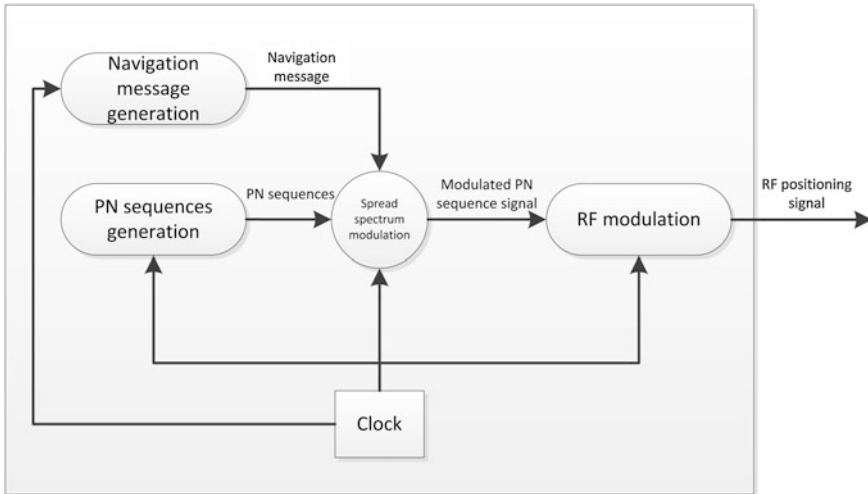 Navigation
message
generation
Navigation
message
PN sequences
generation
PN sequences
Spread
spectrum
modulation
Modulated PN
sequence signal
RF modulation
RF positioning
signal
Clock